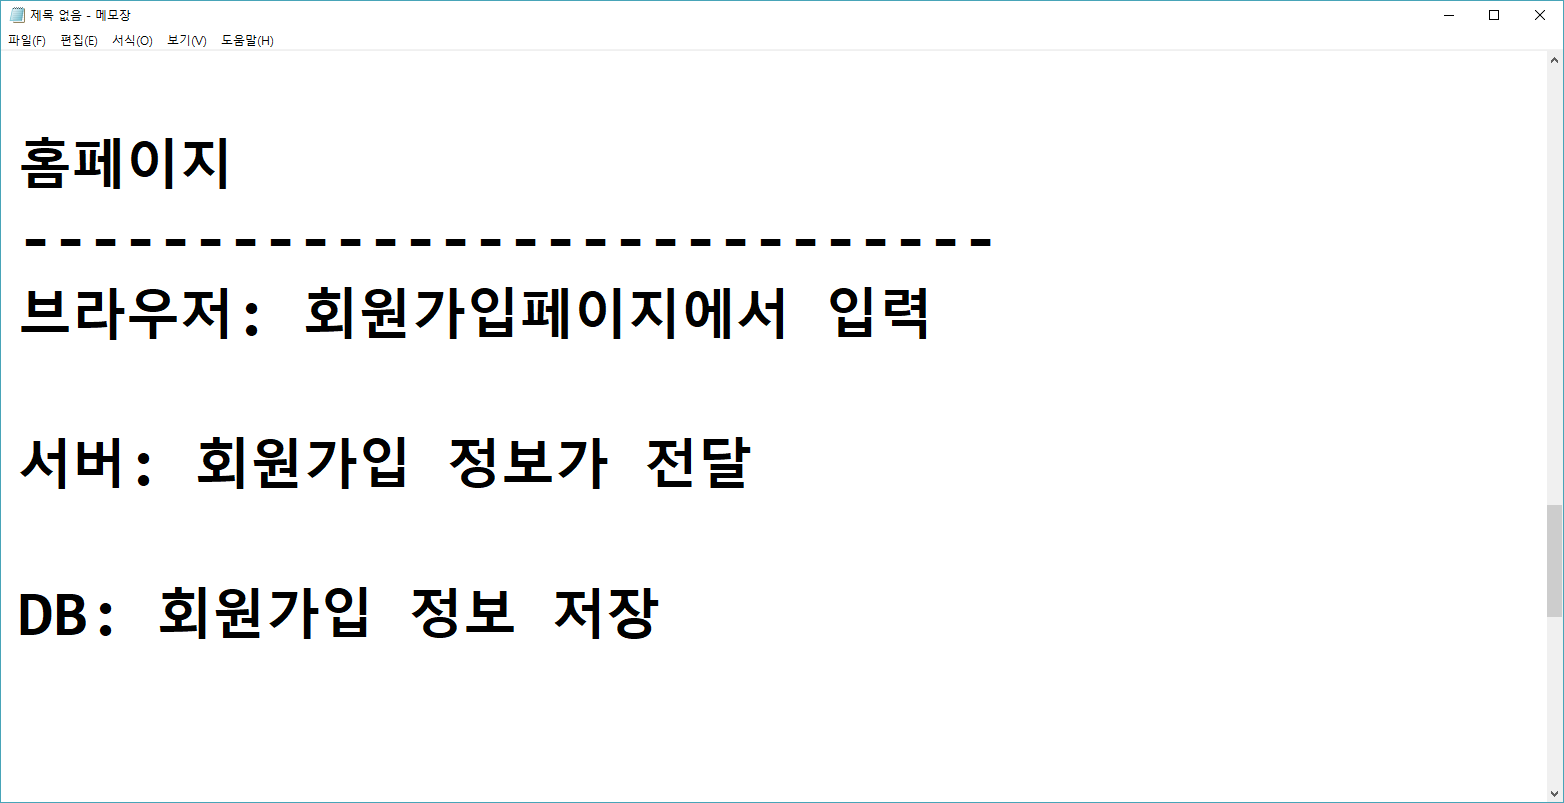 제목 없음 - 메모장
파일(F) 편집(E) 서식(O) 보기(V) 도움말(H)
홈페이지
----------------------------
브라우저: 회원가입페이지에서 입력
서버: 회원가입 정보가 전달
DB: 회원가입 정보 저장